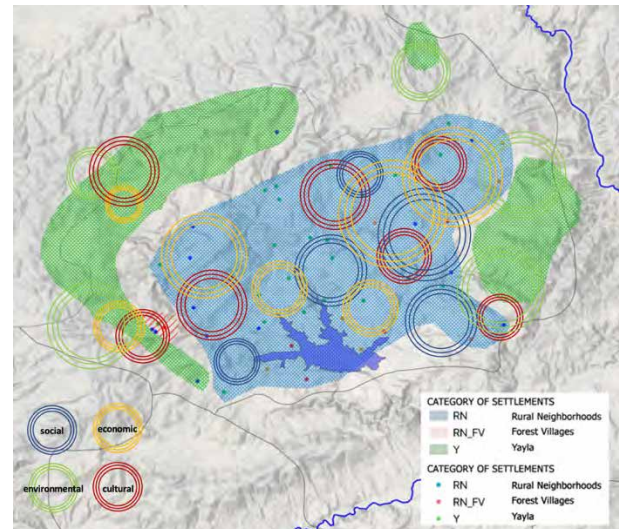 social
economic
environmental
cultural
CATEGORY OF SETTLEMENTS
RN Rural Neighborhoods
RN_FV Forest Villages
Y Yayla
CATEGORY OF SETTLEMENTS
RN Rural Neighborhoods
RN_FV Forest Villages
Y Yayla